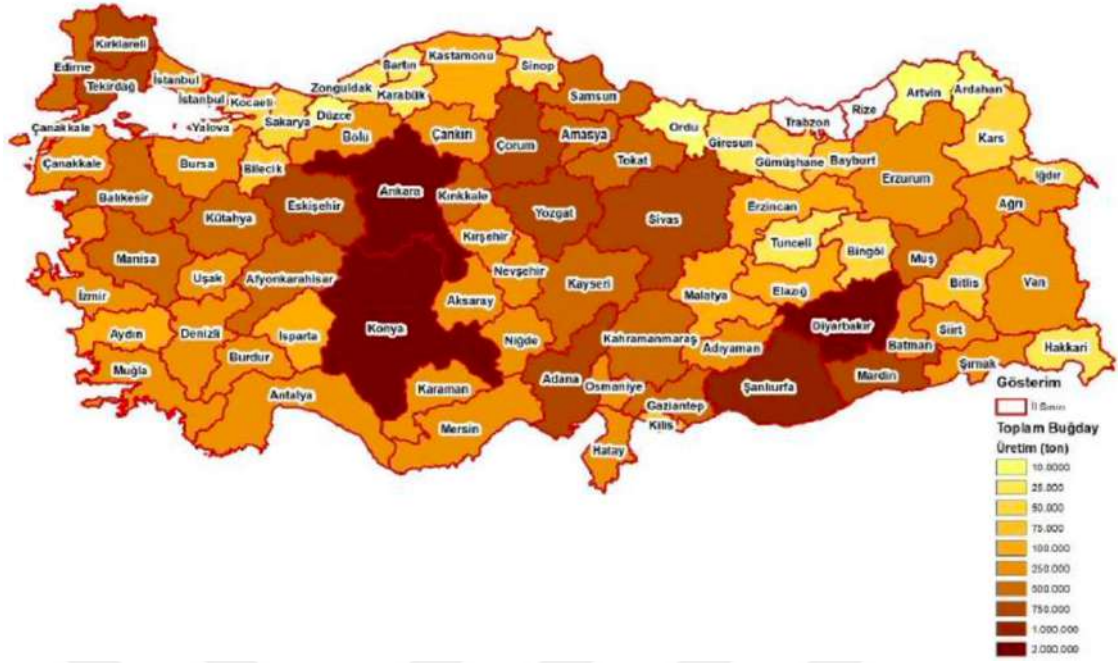 Kırklareli
Edirne
Tekirdağ
İstanbul
İstanbul
Kocaeli
Yalova
Sakarya
Düzce
Zonguldak
Bartın
Karabük
Kastamonu
Sinop
Samsun
Bolu
Çankırı
Çorum
Amasya
Tokat
Ordu
Giresun
Trabzon
Rize
Artvin
Ardahan
Kars
Gümüşhane
Bayburt
Erzurum
Iğdır
Ağrı
Çanakkale
Çanakkale
Bursa
Bilecik
Balıkesir
Kütahya
Eskişehir
Ankara
Kırıkkale
Yozgat
Sivas
Erzincan
Tunceli
Bingöl
Muş
Bitlis
Van
Manisa
Uşak
Afyonkarahisar
Kırşehir
Nevşehir
Kayseri
Malatya
Elazığ
Diyarbakır
Batman
Siirt
Şırnak
Hakkari
İzmir
Aydın
Denizli
Isparta
Konya
Aksaray
Niğde
Kahramanmaraş
Adıyaman
Şanlıurfa
Mardin
Muğla
Burdur
Antalya
Karaman
Mersin
Adana
Osmaniye
Gaziantep
Kilis
Hatay
Gösterim
İl Sınırı
Toplam Buğday
Üretim (ton)
10.0000
25.000
50.000
75.000
100.000
250.000
500.000
750.000
1.000.000
2.000.000